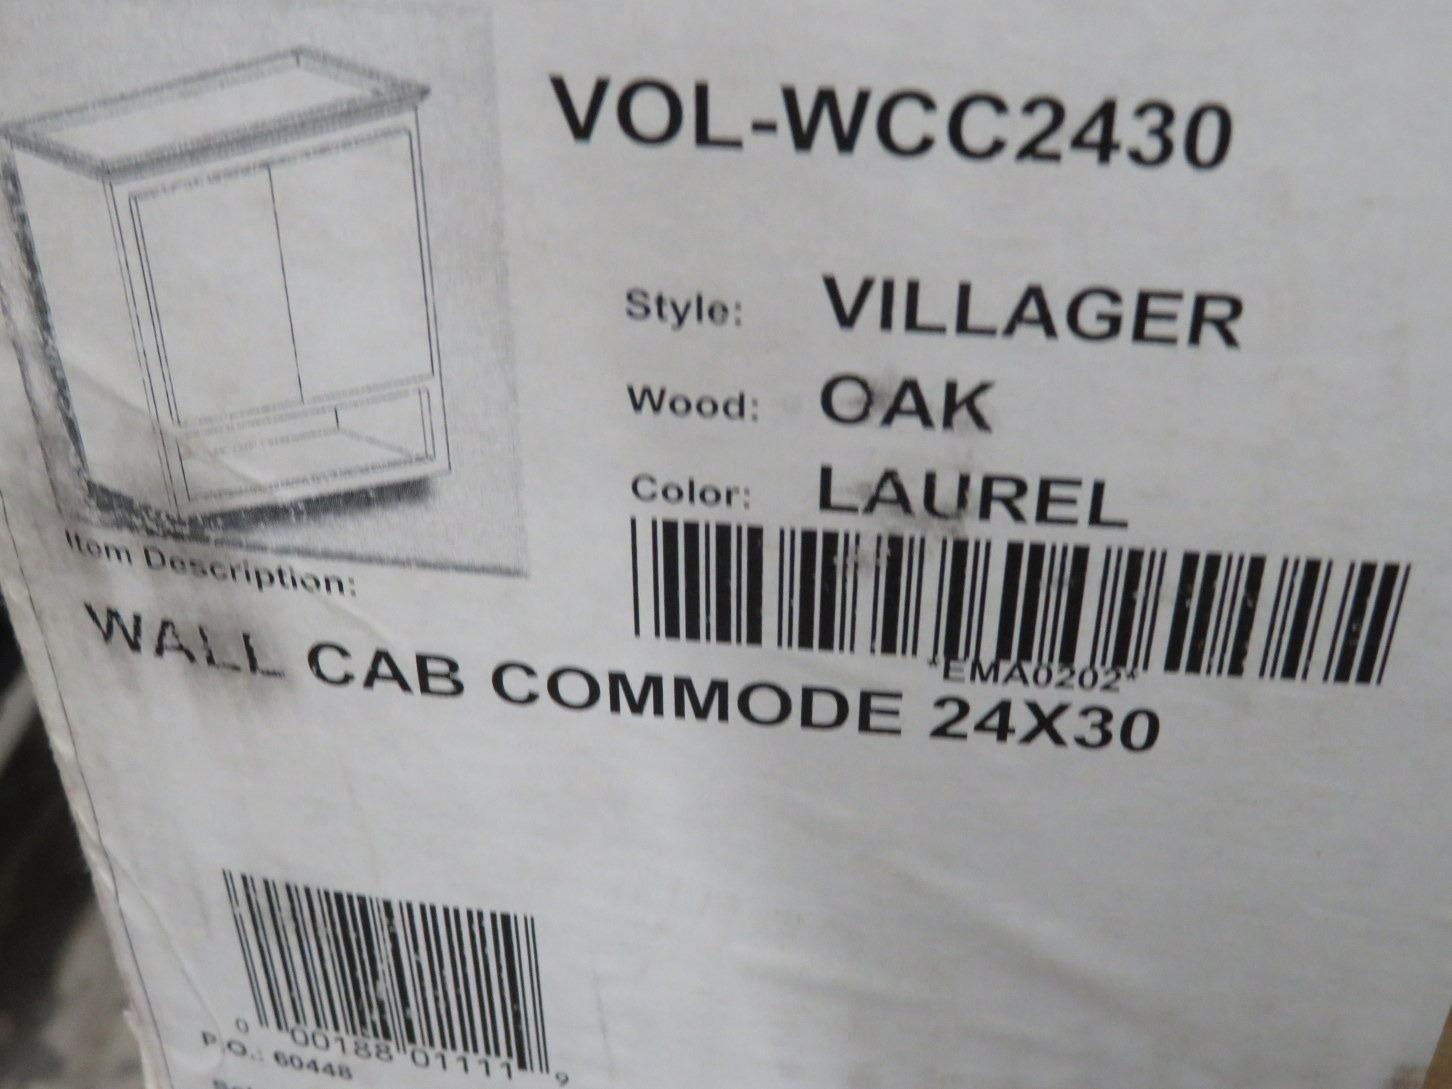 VOL-WCC2430
Style: VILLAGER
Wood: OAK
Color: LAUREL
*EMA0202*
Item Description:
WALL CAB COMMODE 24X30
0 00188 01111 9
P.O.: 60448